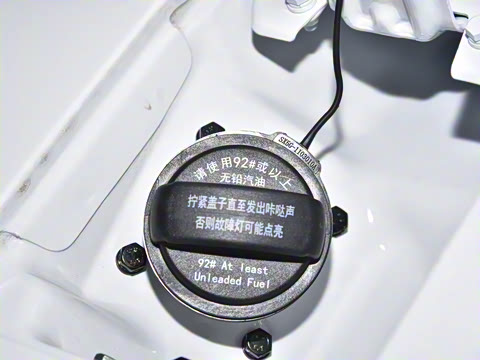 请使用92#或以上
无铅汽油
拧紧盖子直至发出咔哒声
否则故障灯可能点亮
92# At least
Unleaded Fuel